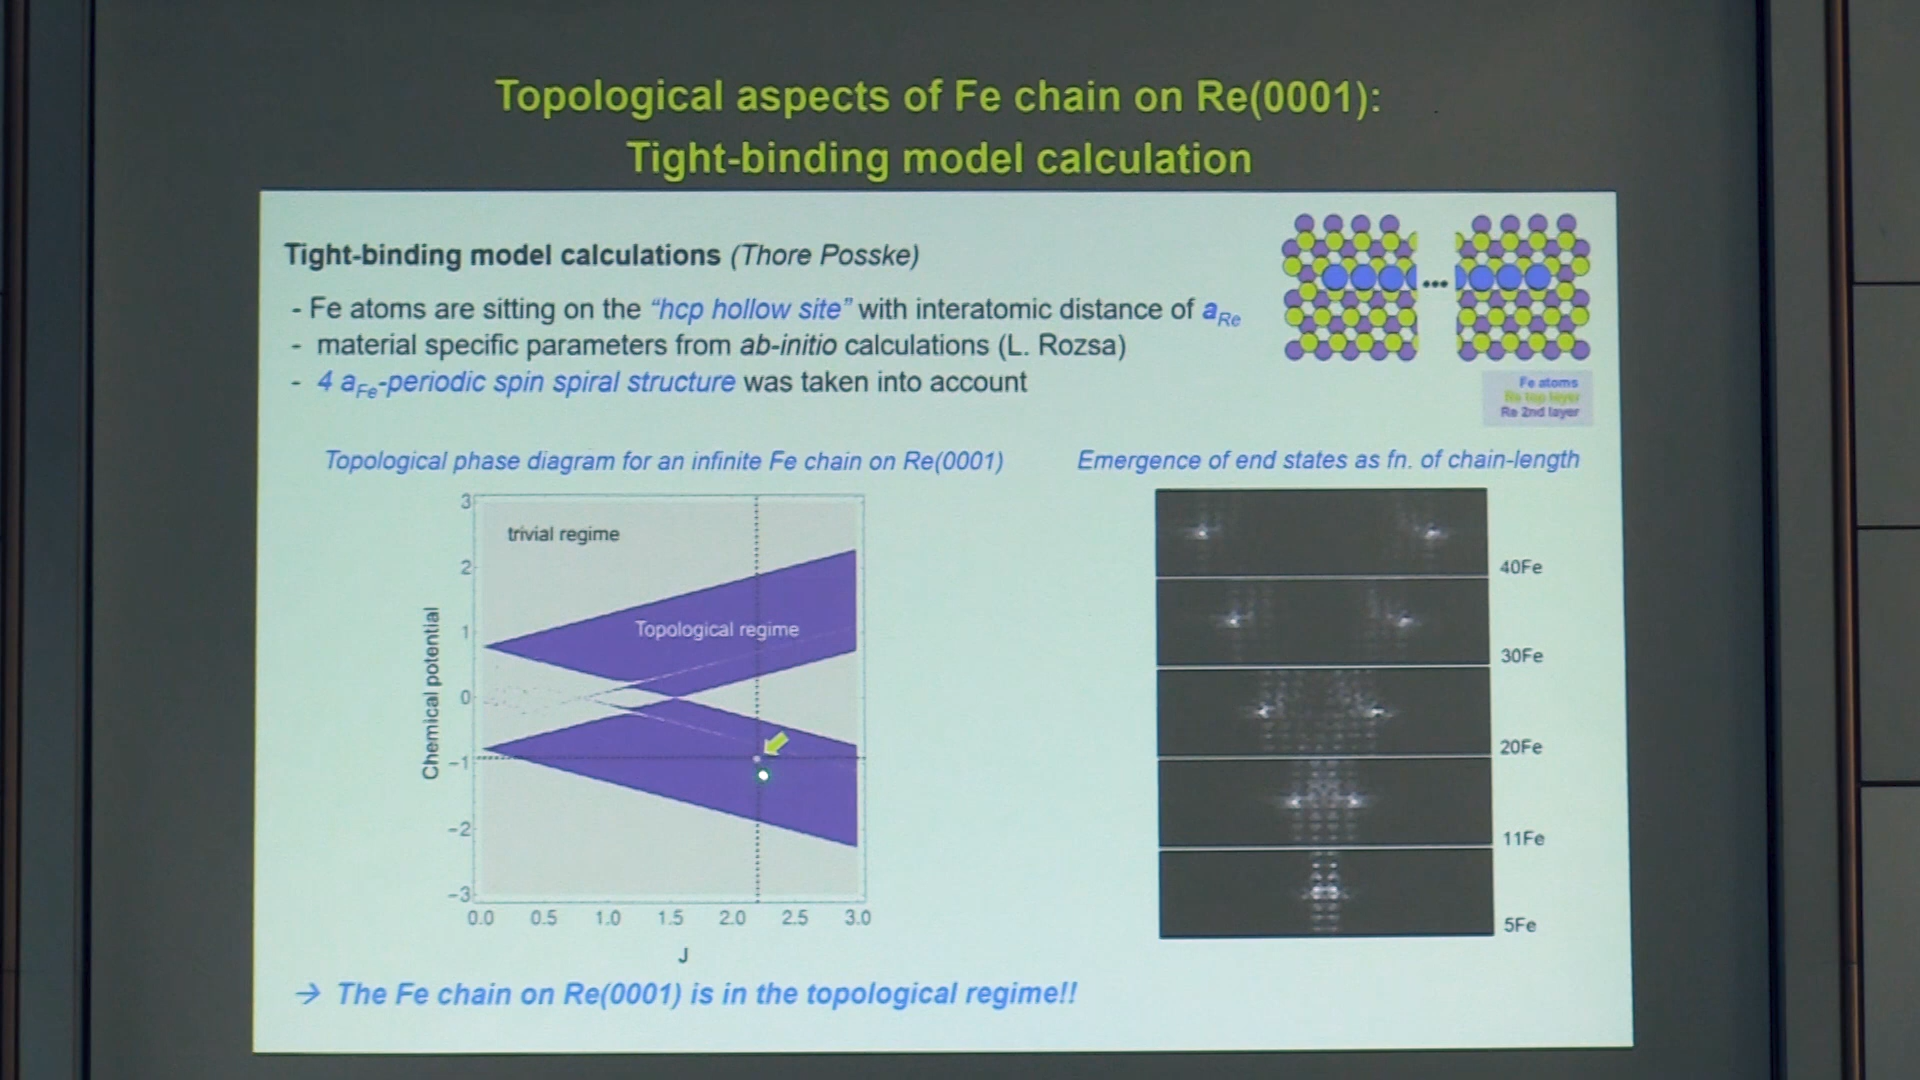 Topological aspects of Fe chain on Re(0001):
Tight-binding model calculation
Tight-binding model calculations (Thore Posske)
- Fe atoms are sitting on the "hcp hollow site" with interatomic distance of aRe
- material specific parameters from ab-initio calculations (L. Rozsa)
- 4 aFe-periodic spin spiral structure was taken into account
...
Fe atoms
Re top layer
Re 2nd layer
Topological phase diagram for an infinite Fe chain on Re(0001)
3
2
1
0
-1
-2
-3
Chemical potential
trivial regime
Topological regime
0.0 0.5 1.0 1.5 2.0 2.5 3.0
J
Emergence of end states as fn. of chain-length
40Fe
30Fe
20Fe
11Fe
5Fe
→ The Fe chain on Re(0001) is in the topological regime!!